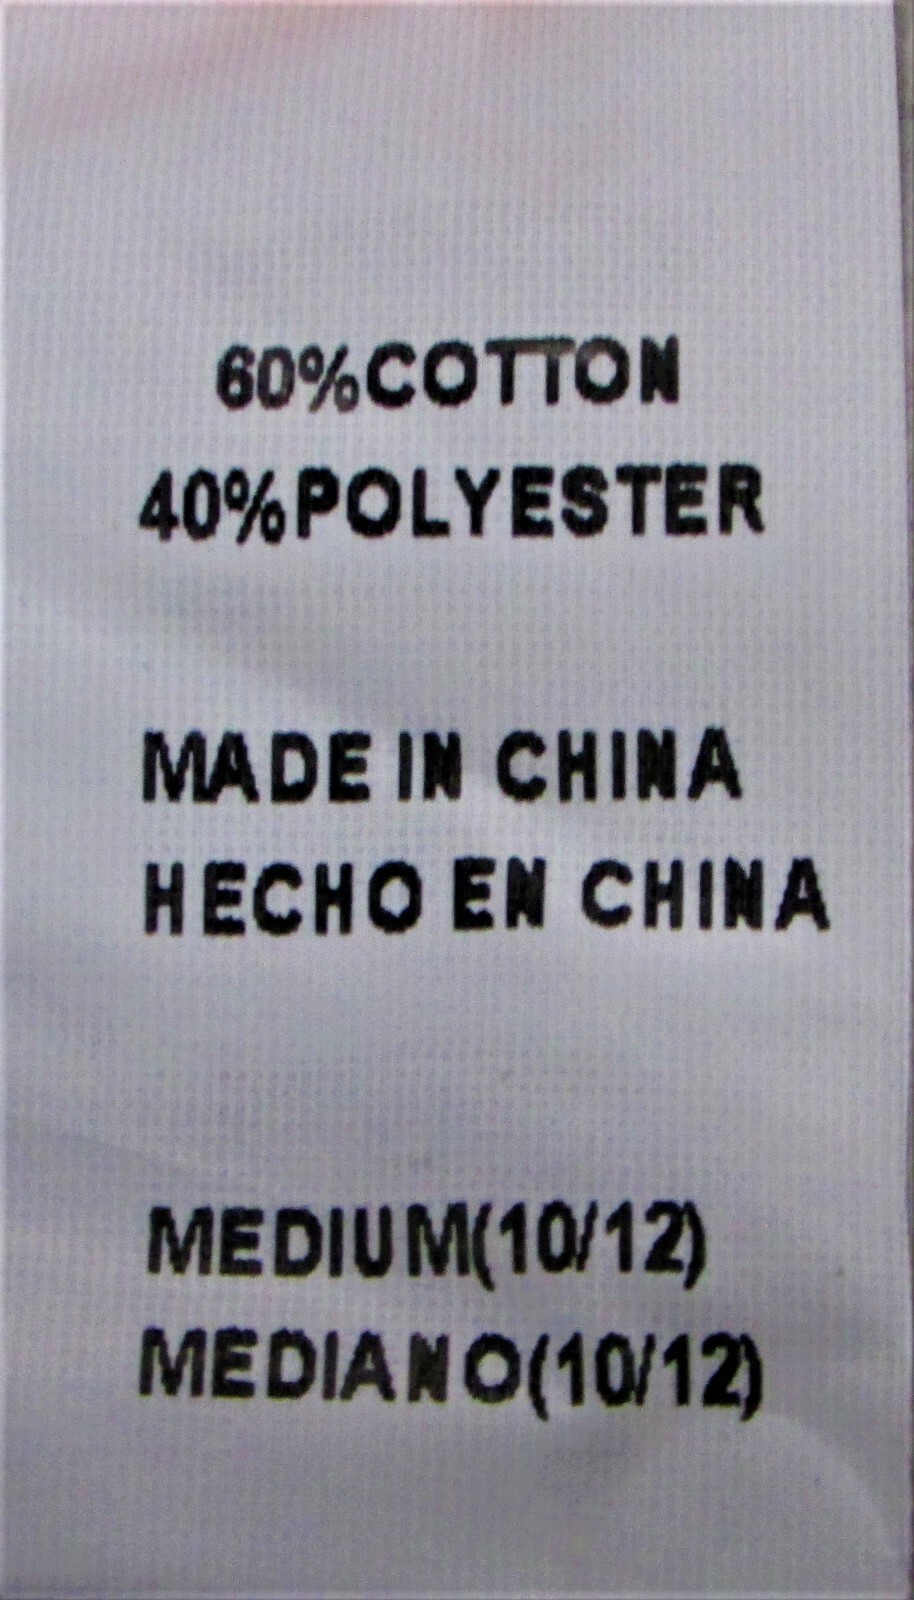 60%COTTON
40%POLYESTER
MADE IN CHINA
HECHO EN CHINA
MEDIUM(10/12)
MEDIANO(10/12)